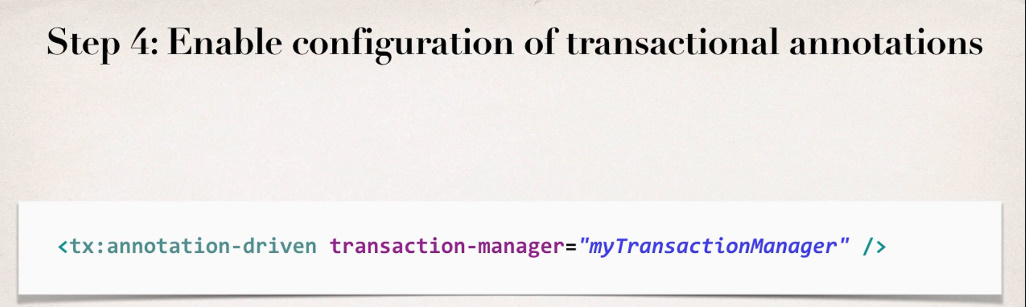 Step 4: Enable configuration of transactional annotations
<tx:annotation-driven transaction-manager="myTransactionManager" />